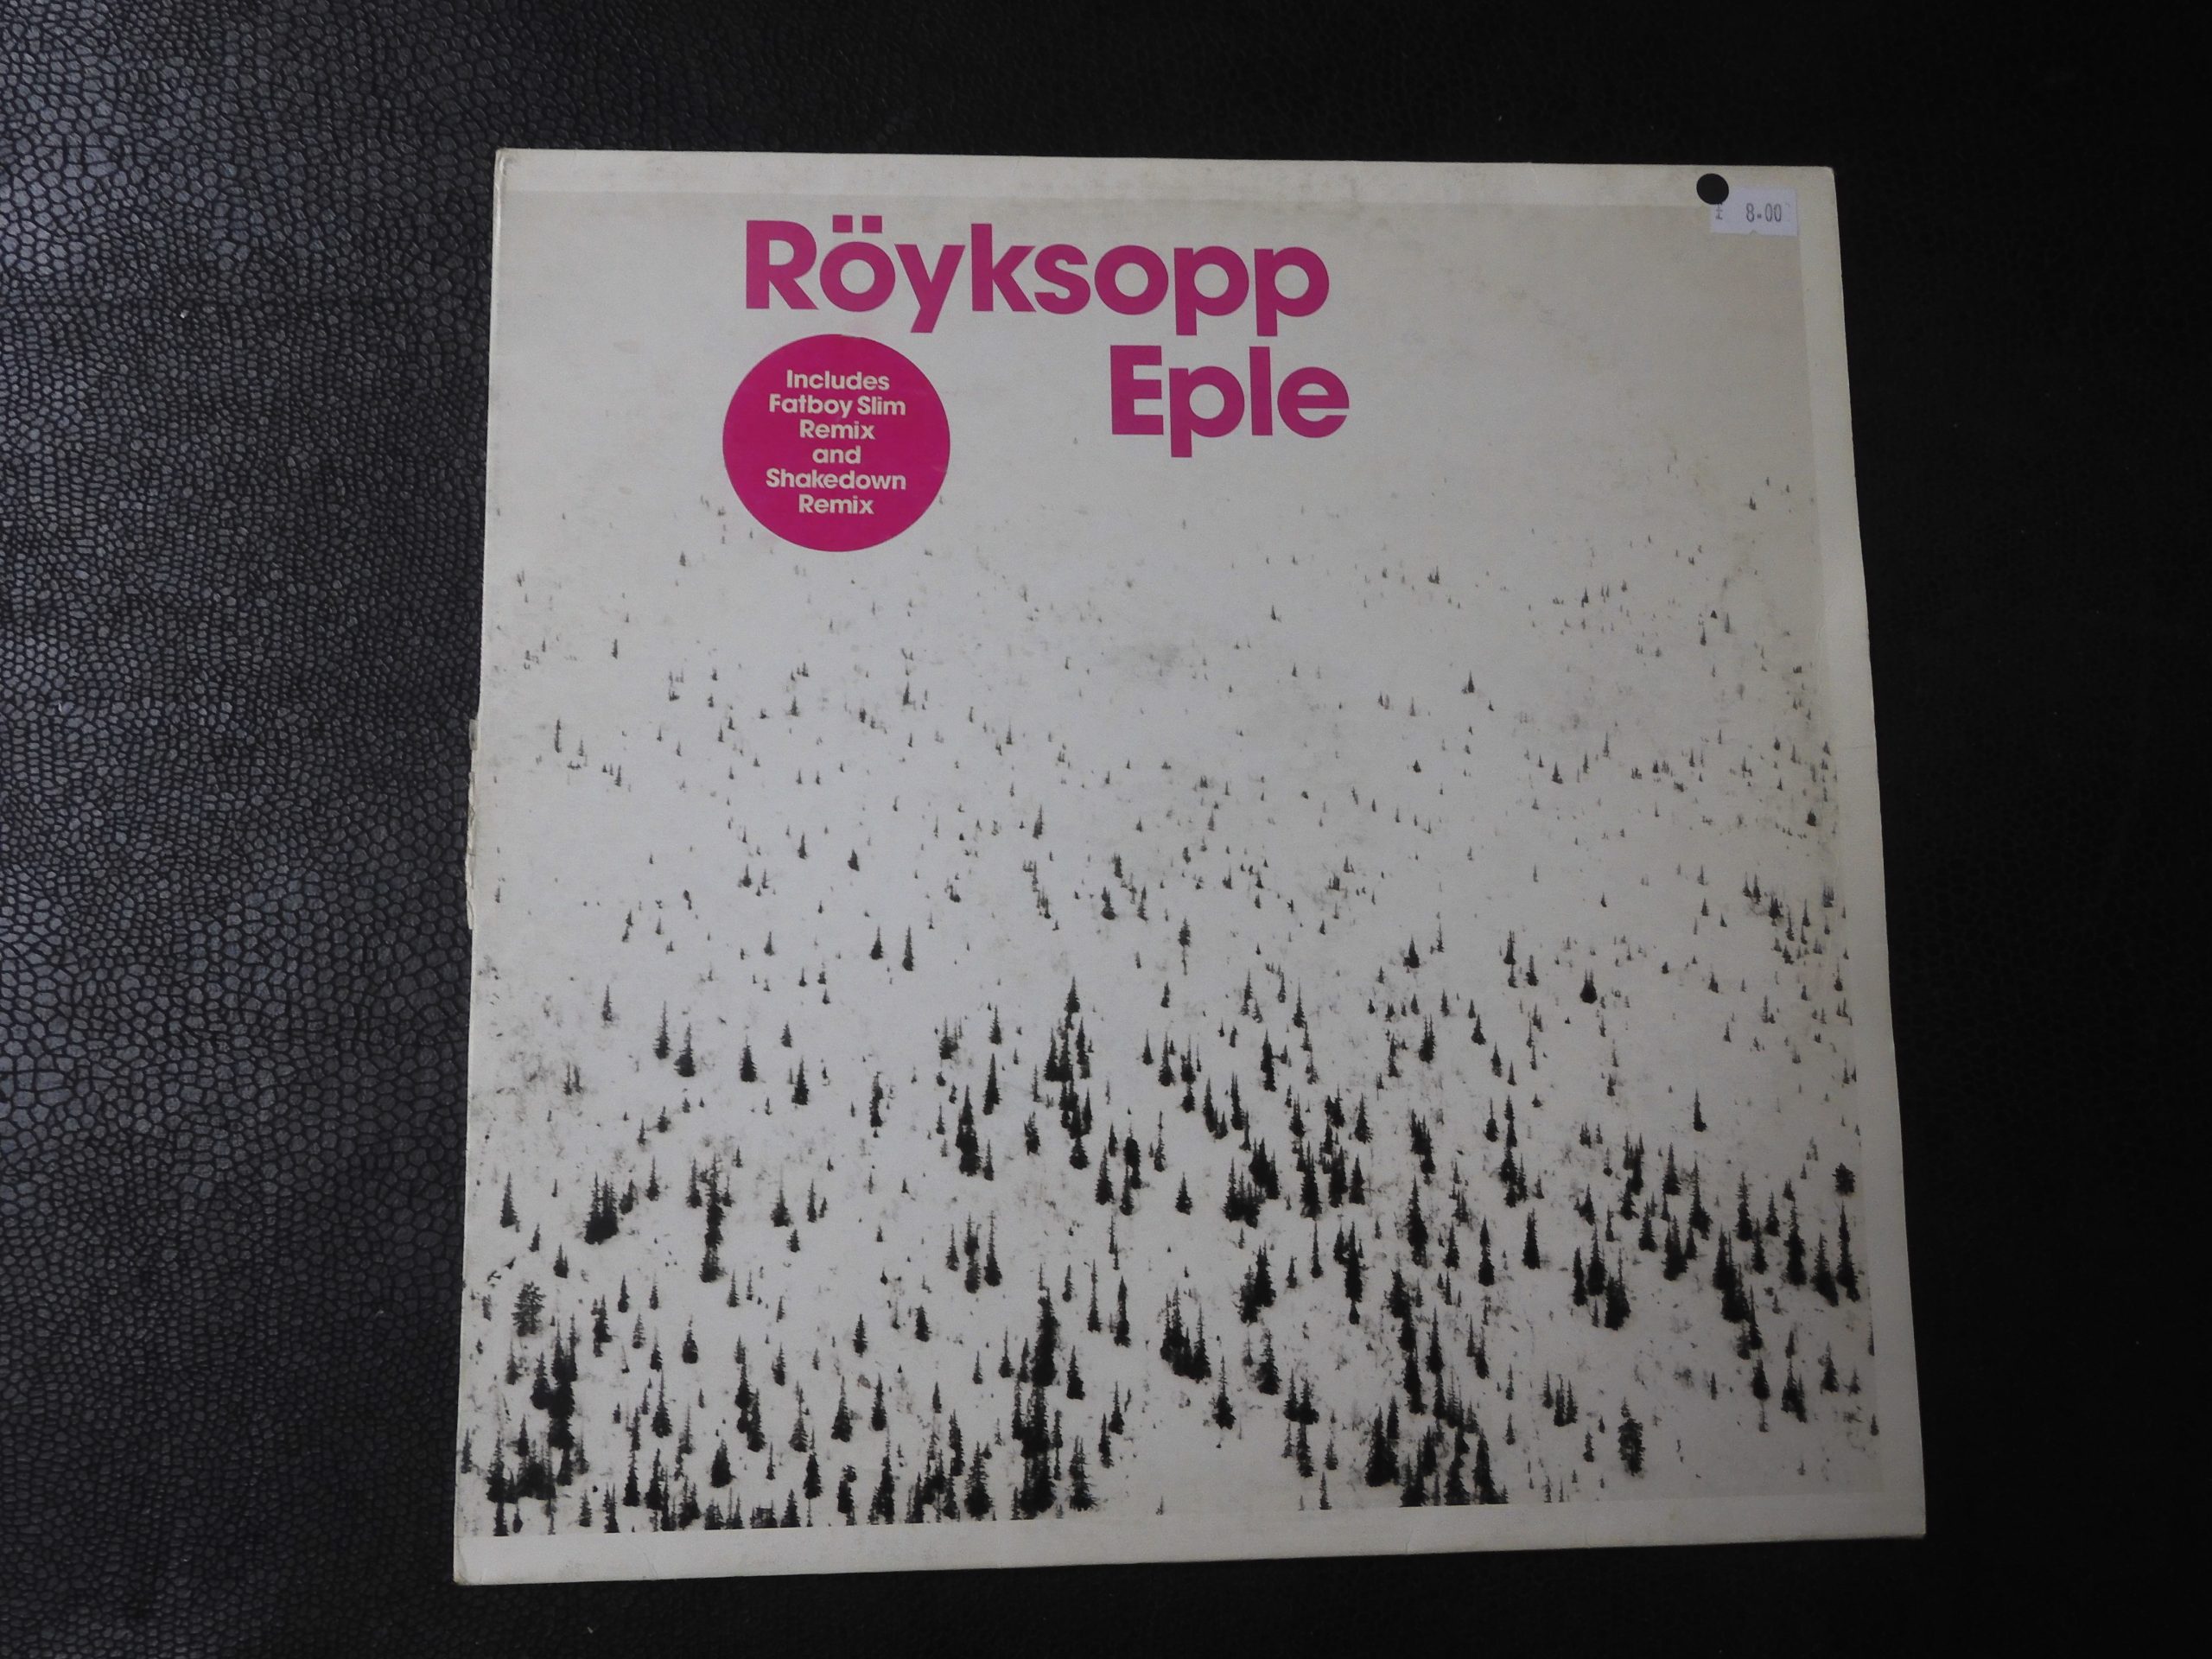 Röyksopp
Eple
Includes
Fatboy Slim
Remix
and
Shakedown
Remix
£ 8.00